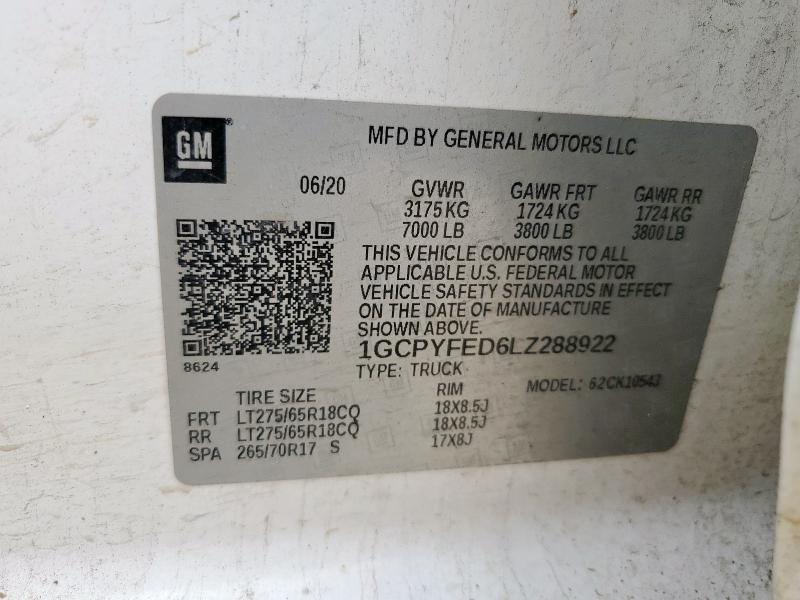 GM
MFD BY GENERAL MOTORS LLC
06/20 GVWR GAWR FRT GAWR RR
3175 KG 1724 KG 1724 KG
7000 LB 3800 LB 3800 LB
THIS VEHICLE CONFORMS TO ALL
APPLICABLE U.S. FEDERAL MOTOR
VEHICLE SAFETY STANDARDS IN EFFECT
ON THE DATE OF MANUFACTURE
SHOWN ABOVE.
1GCPYFED6LZ288922
8624
TYPE: TRUCK
MODEL: 62CK10543
TIRE SIZE RIM
FRT LT275/65R18CQ 18X8.5J
RR LT275/65R18CQ 18X8.5J
SPA 265/70R17 S 17X8J